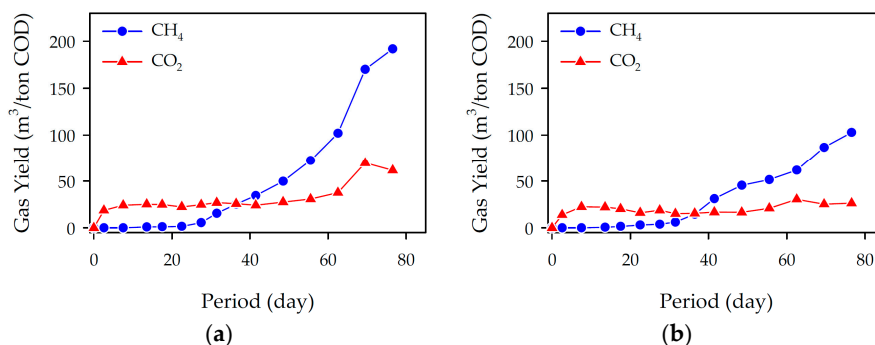 Gas Yield (m³/ton COD)
200
150
100
50
0
CH₄
CO₂
0 20 40 60 80
Period (day)
(a)
Gas Yield (m³/ton COD)
200
150
100
50
0
CH₄
CO₂
0 20 40 60 80
Period (day)
(b)